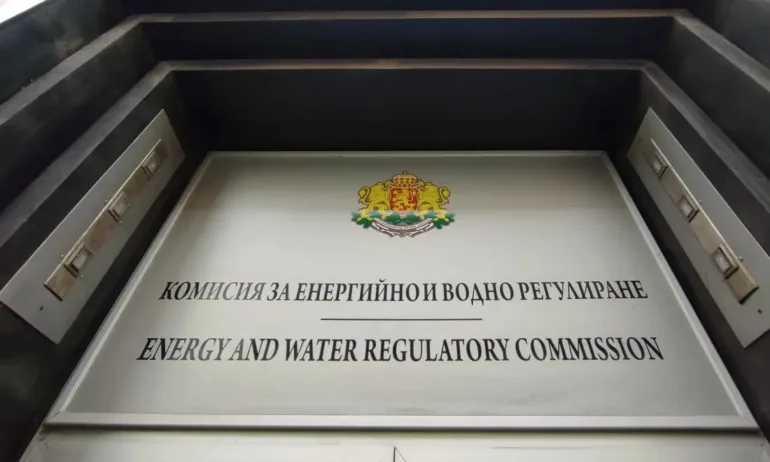 КОМИСИЯ ЗА ЕНЕРГИЙНО И ВОДНО РЕГУЛИРАНЕ
ENERGY AND WATER REGULATORY COMMISSION